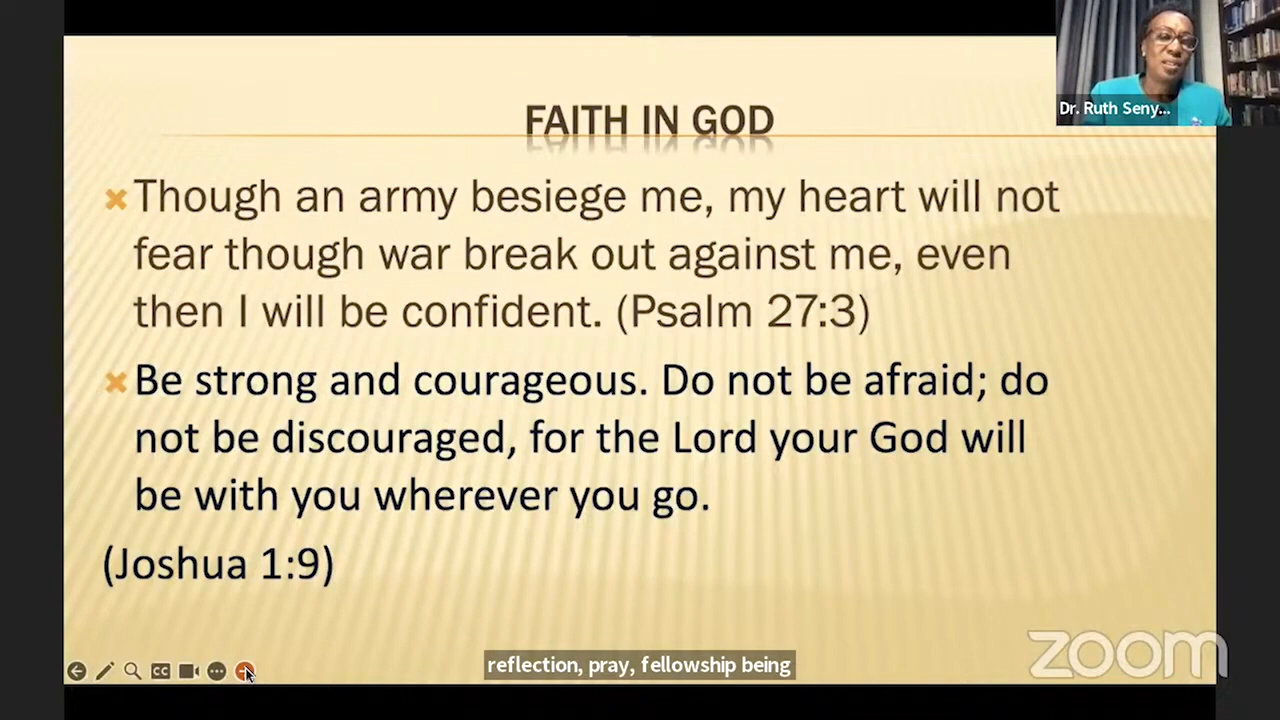 Dr. Ruth Seny...
FAITH IN GOD
Though an army besiege me, my heart will not
fear though war break out against me, even
then I will be confident. (Psalm 27:3)
Be strong and courageous. Do not be afraid; do
not be discouraged, for the Lord your God will
be with you wherever you go.
(Joshua 1:9)
CC
reflection, pray, fellowship being
zoom